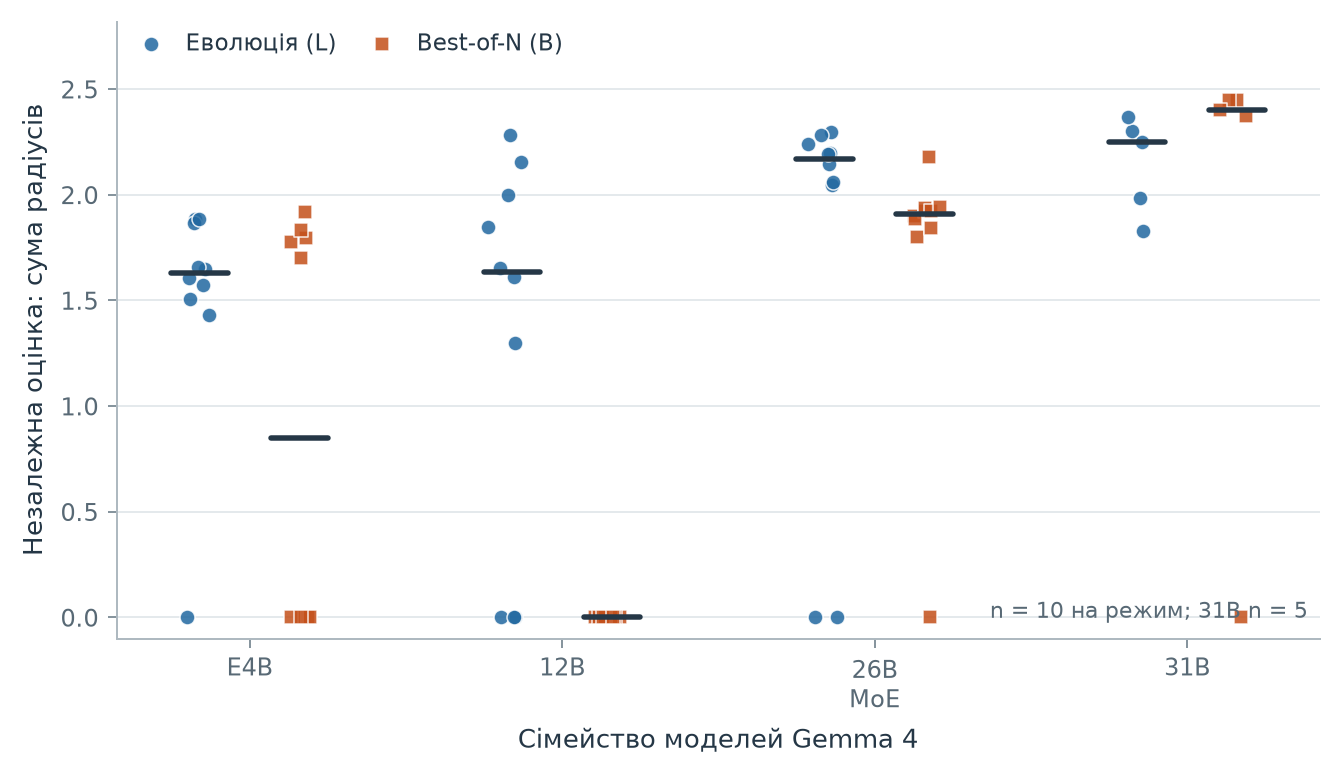 Еволюція (L)
Best-of-N (B)
Незалежна оцінка: сума радіусів
2.5
2.0
1.5
1.0
0.5
0.0
n = 10 на режим; 31B n = 5
E4B
12B
26B
MoE
31B
Сімейство моделей Gemma 4